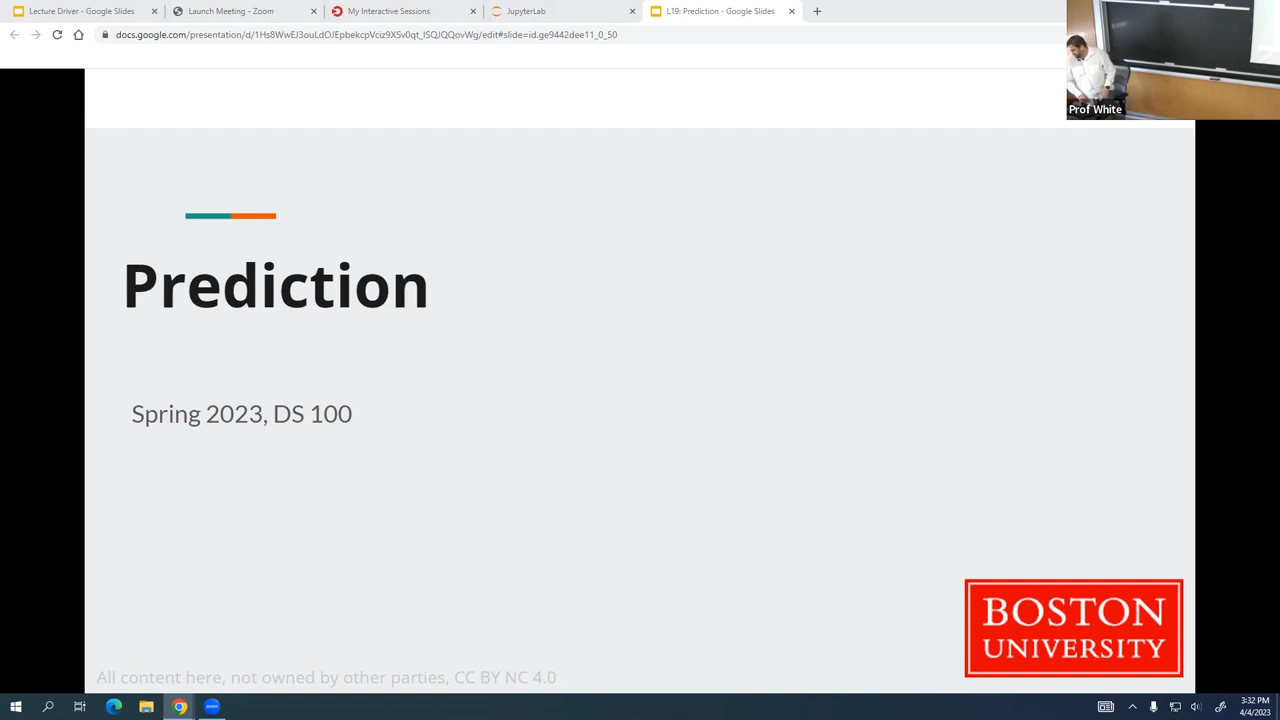 Lecture Driver - Google Slides
Launch Meeting - Zoom
My Interactive Sessions
JupyterLab
L19: Prediction - Google Slides
docs.google.com/presentation/d/1Hs8WwEJ3ouLdOJEpbekcpVciz9XSv0qt_lSQJQQovWg/edit#slide=id.ge9442dee11_0_50
Prof White
Prediction
Spring 2023, DS 100
BOSTON
UNIVERSITY
All content here, not owned by other parties, CC BY NC 4.0
zoom
3:32 PM
4/4/2023